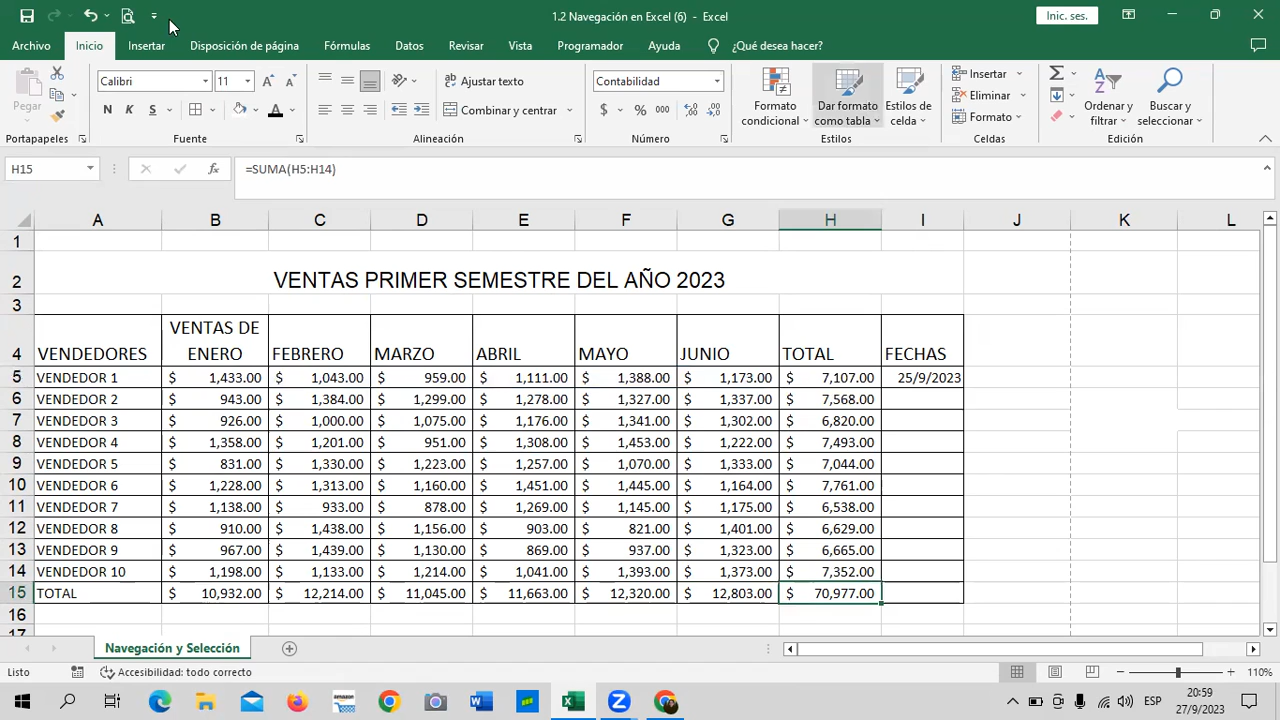 1.2 Navegación en Excel (6) - Excel
Inic. ses.
Archivo Inicio Insertar Disposición de página Fórmulas Datos Revisar Vista Programador Ayuda ¿Qué desea hacer?
Pegar
Portapapeles
Calibri 11
N K S
Fuente
Ajustar texto
Combinar y centrar
Alineación
Contabilidad
$ % 000
Número
Formato condicional
Dar formato como tabla
Estilos de celda
Estilos
Insertar
Eliminar
Formato
Celdas
Ordenar y filtrar
Buscar y seleccionar
Edición
H15 fx =SUMA(H5:H14)
A B C D E F G H I J K L
1
2 VENTAS PRIMER SEMESTRE DEL AÑO 2023
3
4 VENDEDORES VENTAS DE ENERO FEBRERO MARZO ABRIL MAYO JUNIO TOTAL FECHAS
5 VENDEDOR 1 $ 1,433.00 $ 1,043.00 $ 959.00 $ 1,111.00 $ 1,388.00 $ 1,173.00 $ 7,107.00 25/9/2023
6 VENDEDOR 2 $ 943.00 $ 1,384.00 $ 1,299.00 $ 1,278.00 $ 1,327.00 $ 1,337.00 $ 7,568.00
7 VENDEDOR 3 $ 926.00 $ 1,000.00 $ 1,075.00 $ 1,176.00 $ 1,341.00 $ 1,302.00 $ 6,820.00
8 VENDEDOR 4 $ 1,358.00 $ 1,201.00 $ 951.00 $ 1,308.00 $ 1,453.00 $ 1,222.00 $ 7,493.00
9 VENDEDOR 5 $ 831.00 $ 1,330.00 $ 1,223.00 $ 1,257.00 $ 1,070.00 $ 1,333.00 $ 7,044.00
10 VENDEDOR 6 $ 1,228.00 $ 1,313.00 $ 1,160.00 $ 1,451.00 $ 1,445.00 $ 1,164.00 $ 7,761.00
11 VENDEDOR 7 $ 1,138.00 $ 933.00 $ 878.00 $ 1,269.00 $ 1,145.00 $ 1,175.00 $ 6,538.00
12 VENDEDOR 8 $ 910.00 $ 1,438.00 $ 1,156.00 $ 903.00 $ 821.00 $ 1,401.00 $ 6,629.00
13 VENDEDOR 9 $ 967.00 $ 1,439.00 $ 1,130.00 $ 869.00 $ 937.00 $ 1,323.00 $ 6,665.00
14 VENDEDOR 10 $ 1,198.00 $ 1,133.00 $ 1,214.00 $ 1,041.00 $ 1,393.00 $ 1,373.00 $ 7,352.00
15 TOTAL $ 10,932.00 $ 12,214.00 $ 11,045.00 $ 11,663.00 $ 12,320.00 $ 12,803.00 $ 70,977.00
16
17
Navegación y Selección
Listo Accesibilidad: todo correcto 110%
ESP
20:59
27/9/2023